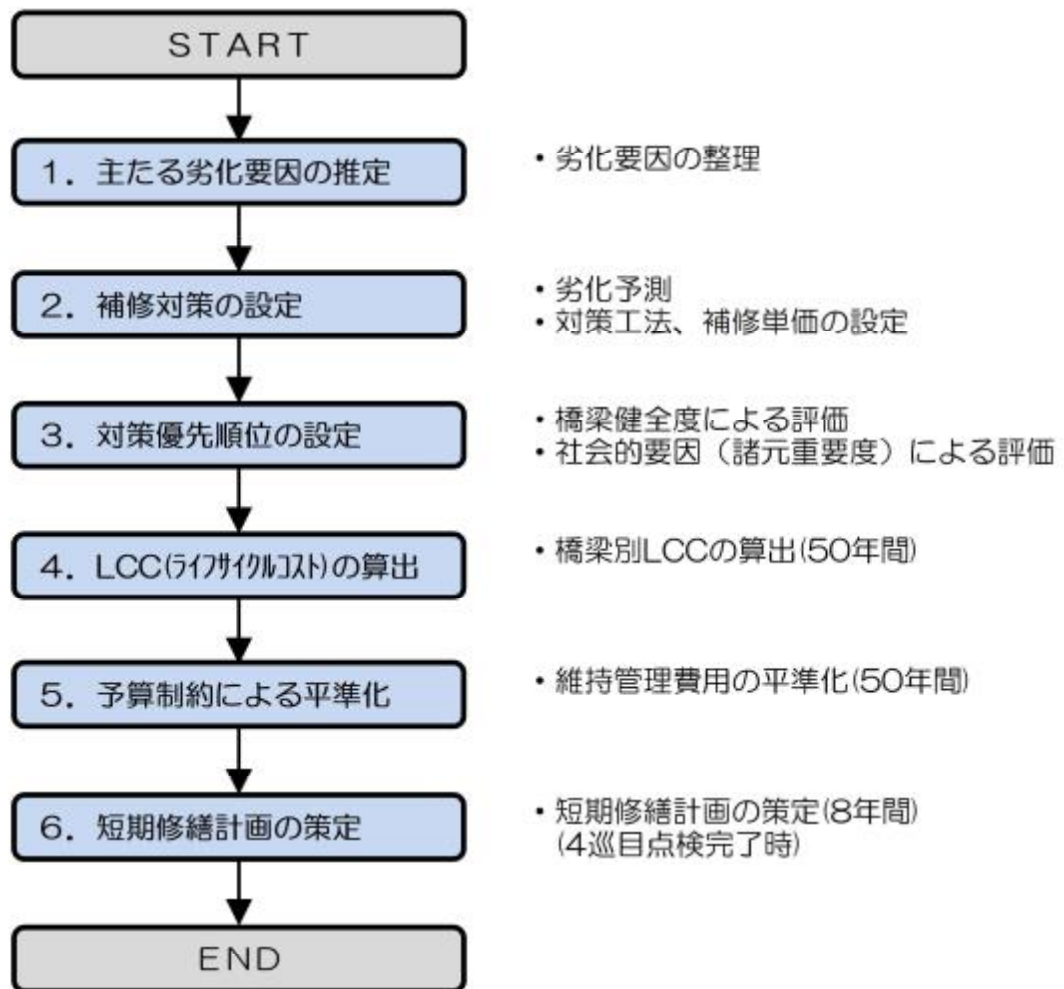 START
1. 主たる劣化要因の推定
・劣化要因の整理
2. 補修対策の設定
・劣化予測
・対策工法、補修単価の設定
3. 対策優先順位の設定
・橋梁健全度による評価
・社会的要因（諸元重要度）による評価
4. LCC(ﾗｲﾌｻｲｸﾙｺｽﾄ)の算出
・橋梁別LCCの算出(50年間)
5. 予算制約による平準化
・維持管理費用の平準化(50年間)
6. 短期修繕計画の策定
・短期修繕計画の策定(8年間)
(4巡目点検完了時)
END